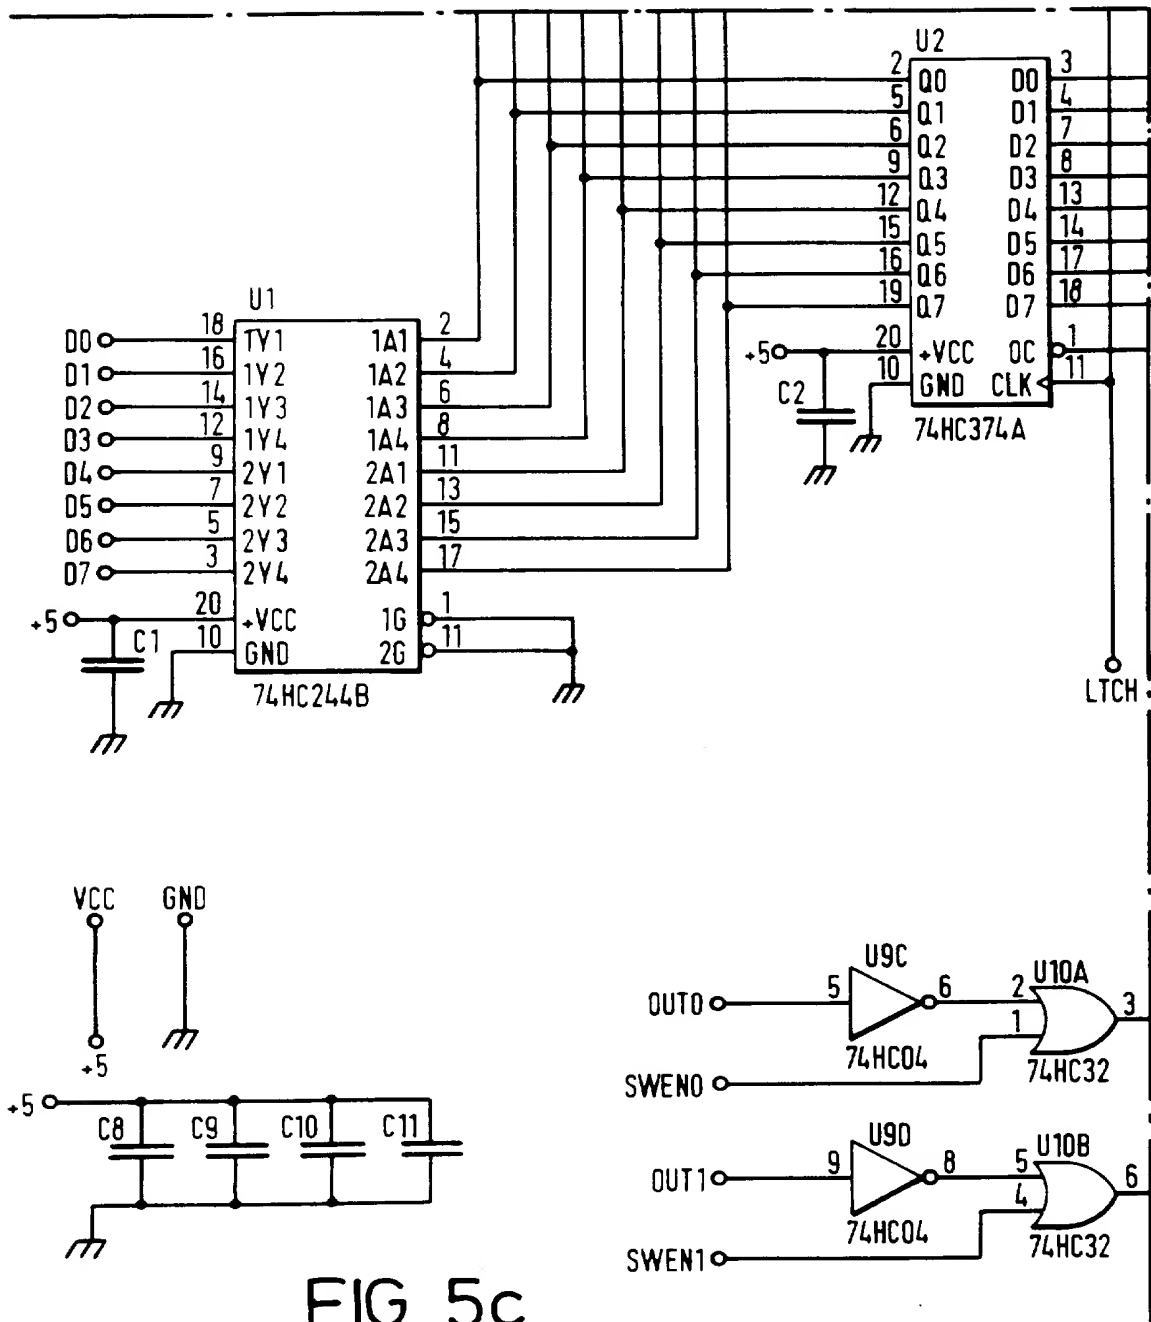 U2
2 Q0 D0 3
5 Q1 D1 4
6 Q2 D2 7
9 Q3 D3 8
12 Q4 D4 13
15 Q5 D5 14
16 Q6 D6 17
19 Q7 D7 18
+5 20 +VCC OC 1
10 GND CLK 11
C2
74HC374A
U1
D0 18 1Y1 1A1 2
D1 16 1Y2 1A2 4
D2 14 1Y3 1A3 6
D3 12 1Y4 1A4 8
D4 9 2Y1 2A1 11
D5 7 2Y2 2A2 13
D6 5 2Y3 2A3 15
D7 3 2Y4 2A4 17
+5 20 +VCC 1G 1
C1 10 GND 2G 11
74HC244B
LTCH
VCC GND
+5
+5
C8 C9 C10 C11
U9C U10A
OUT0 5 6 2 3
1
74HC04 74HC32
SWEN0
U9D U10B
OUT1 9 8 5 6
4
74HC04 74HC32
SWEN1
FIG 5c